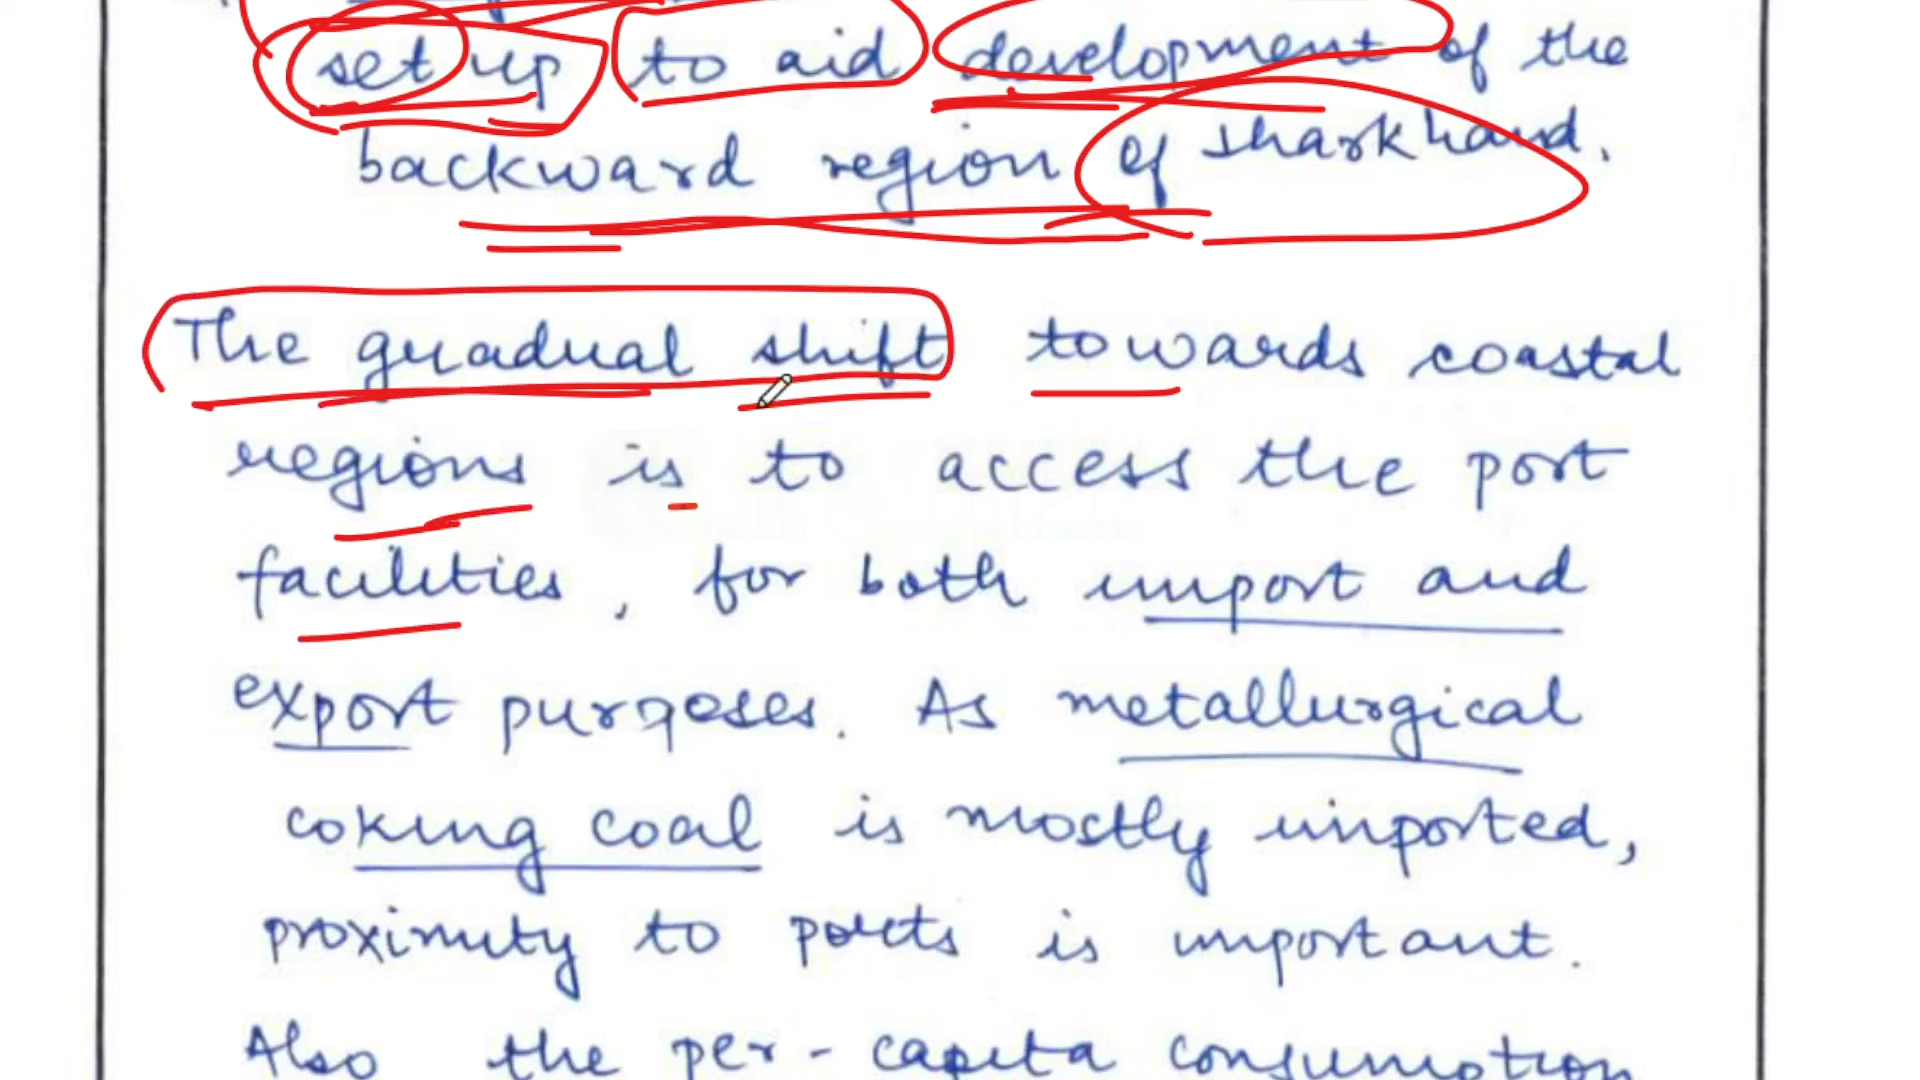 set up to aid development of the
backward region of Jharkhand.
The gradual shift towards coastal
regions is to access the port
facilities, for both import and
export purposes. As metallurgical
coking coal is mostly imported,
proximity to ports is important.
Also the per-capita consumption